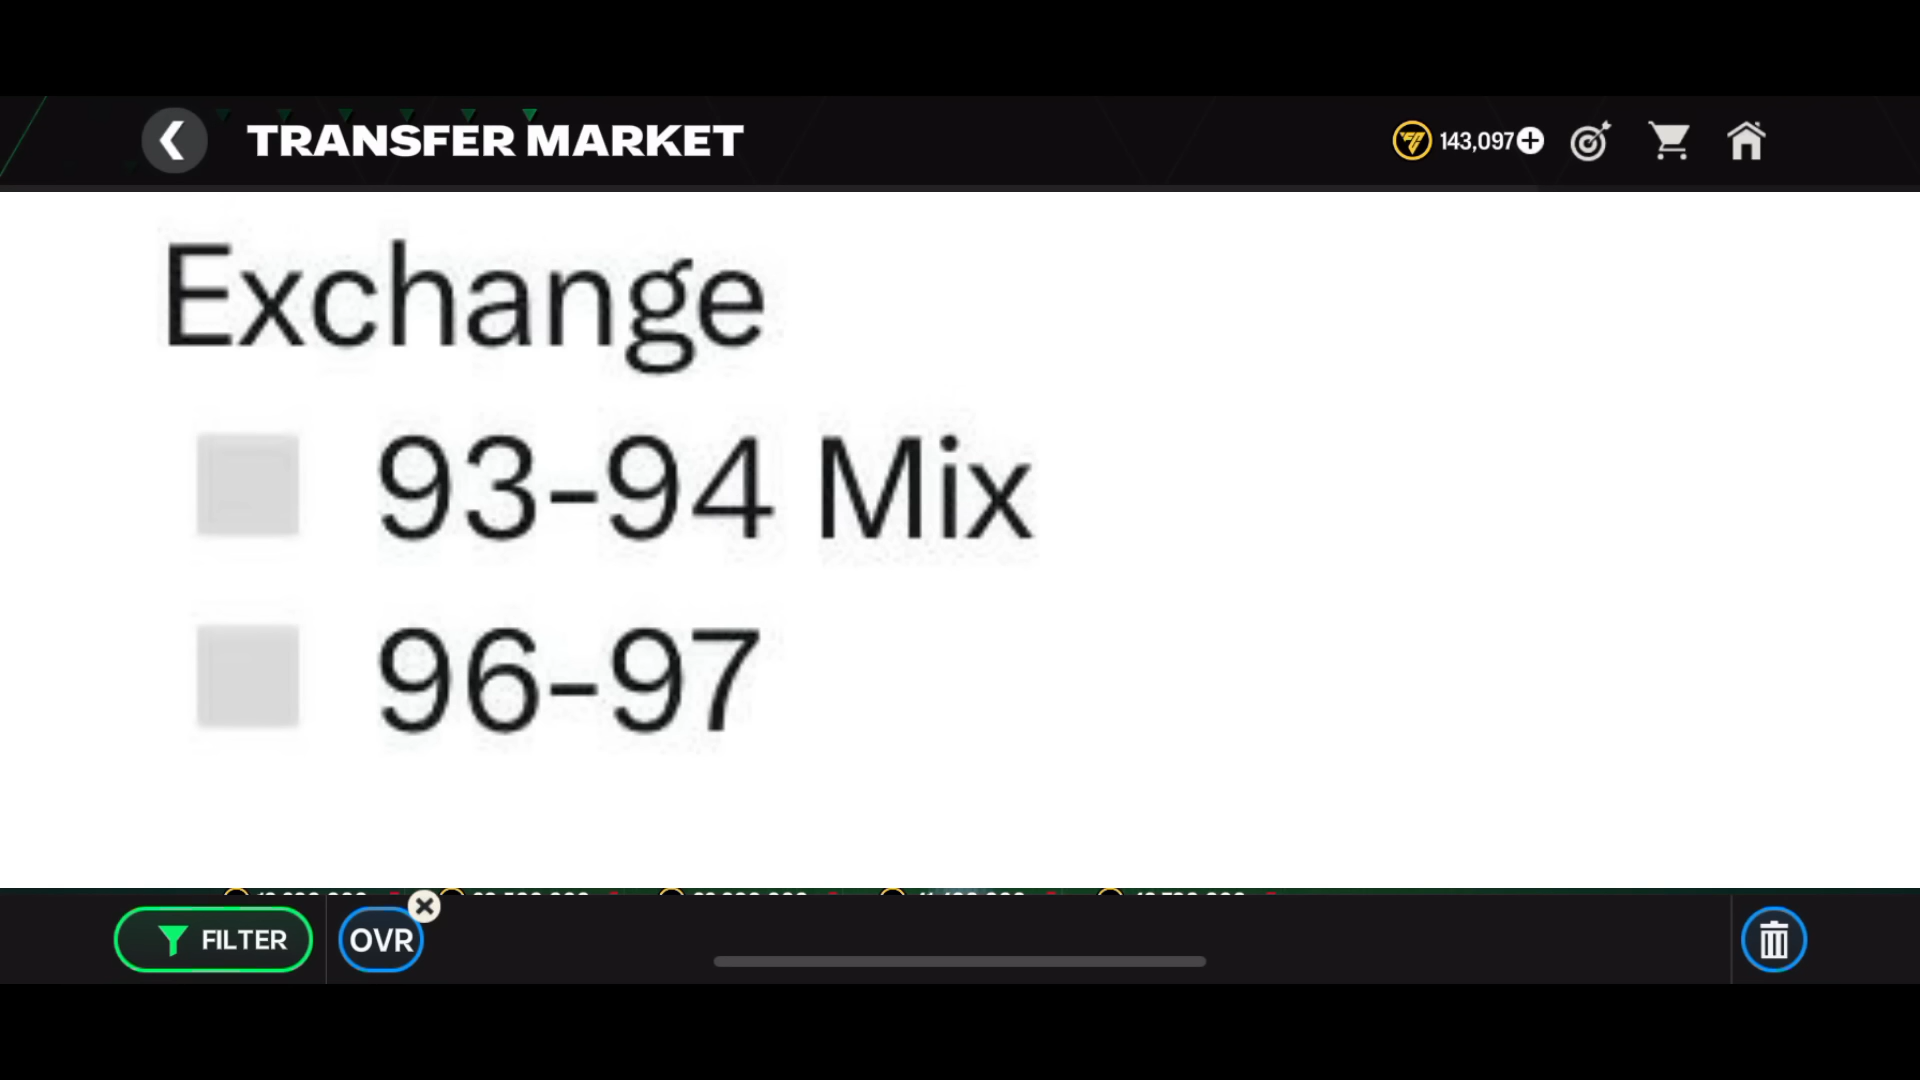 TRANSFER MARKET
143,097
Exchange
93-94 Mix
96-97
FILTER
OVR